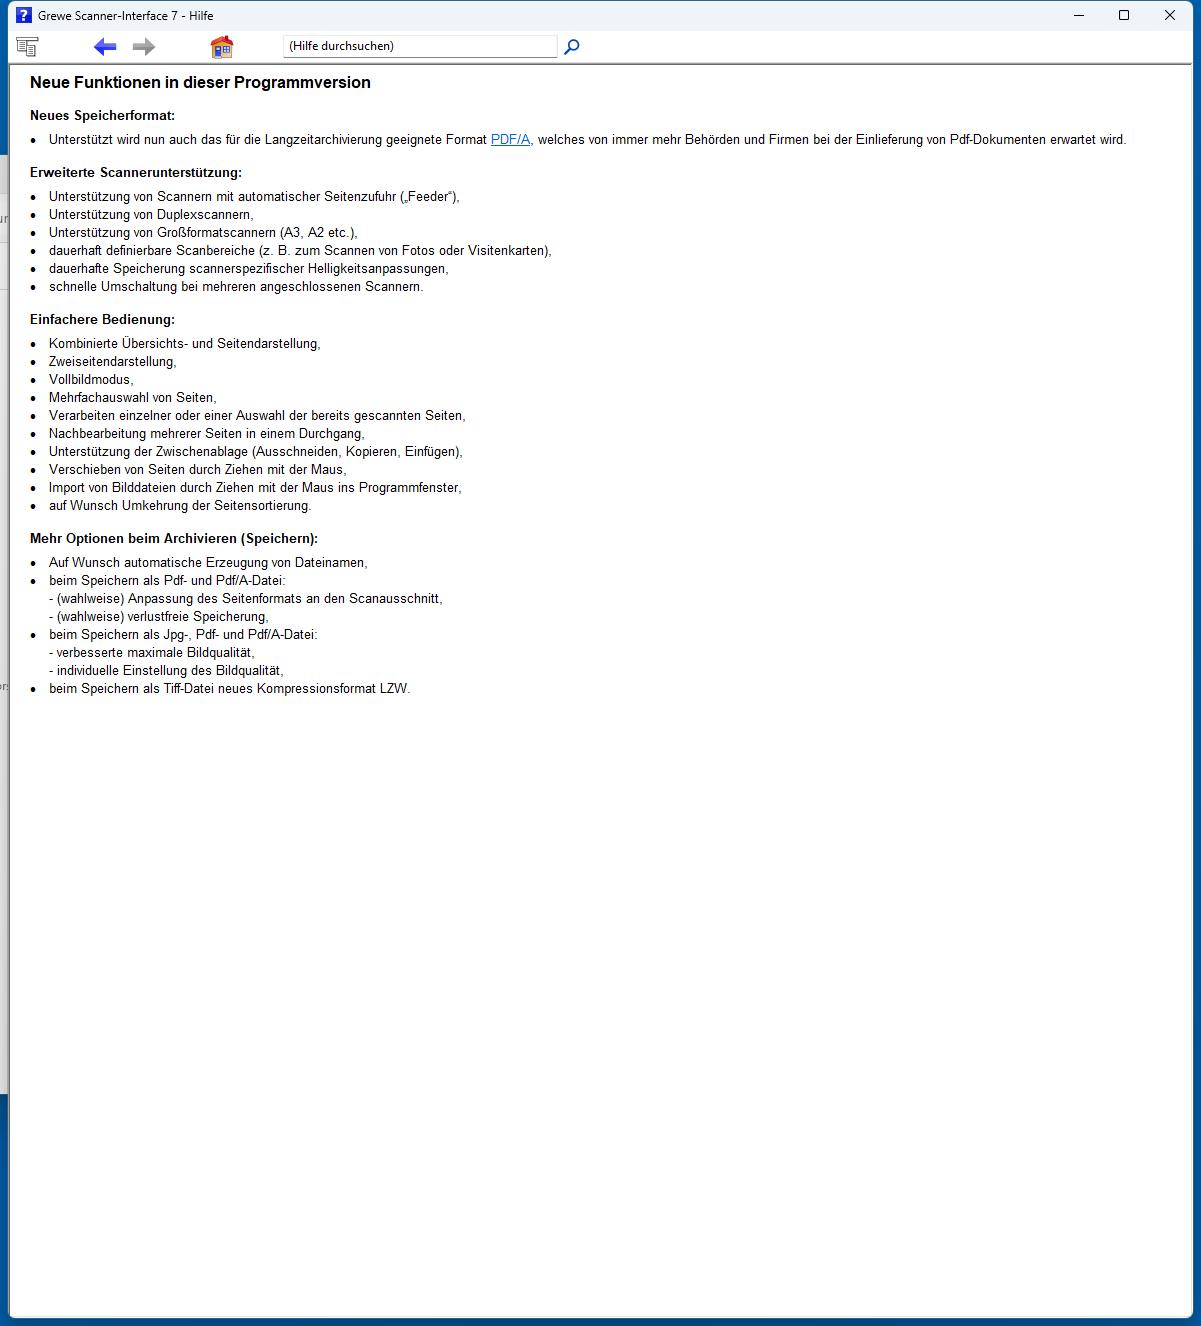 Grewe Scanner-Interface 7 - Hilfe
(Hilfe durchsuchen)
Neue Funktionen in dieser Programmversion
Neues Speicherformat:
• Unterstützt wird nun auch das für die Langzeitarchivierung geeignete Format PDF/A, welches von immer mehr Behörden und Firmen bei der Einlieferung von Pdf-Dokumenten erwartet wird.
Erweiterte Scannerunterstützung:
• Unterstützung von Scannern mit automatischer Seitenzufuhr („Feeder“),
• Unterstützung von Duplexscannern,
• Unterstützung von Großformatscannern (A3, A2 etc.),
• dauerhaft definierbare Scanbereiche (z. B. zum Scannen von Fotos oder Visitenkarten),
• dauerhafte Speicherung scannerspezifischer Helligkeitsanpassungen,
• schnelle Umschaltung bei mehreren angeschlossenen Scannern.
Einfachere Bedienung:
• Kombinierte Übersichts- und Seitendarstellung,
• Zweiseitendarstellung,
• Vollbildmodus,
• Mehrfachauswahl von Seiten,
• Verarbeiten einzelner oder einer Auswahl der bereits gescannten Seiten,
• Nachbearbeitung mehrerer Seiten in einem Durchgang,
• Unterstützung der Zwischenablage (Ausschneiden, Kopieren, Einfügen),
• Verschieben von Seiten durch Ziehen mit der Maus,
• Import von Bilddateien durch Ziehen mit der Maus ins Programmfenster,
• auf Wunsch Umkehrung der Seitensortierung.
Mehr Optionen beim Archivieren (Speichern):
• Auf Wunsch automatische Erzeugung von Dateinamen,
• beim Speichern als Pdf- und Pdf/A-Datei:
- (wahlweise) Anpassung des Seitenformats an den Scanausschnitt,
- (wahlweise) verlustfreie Speicherung,
• beim Speichern als Jpg-, Pdf- und Pdf/A-Datei:
- verbesserte maximale Bildqualität,
- individuelle Einstellung des Bildqualität,
• beim Speichern als Tiff-Datei neues Kompressionsformat LZW.